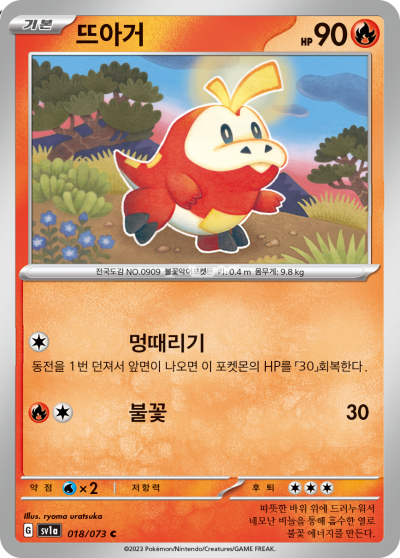 기본 뜨아거 HP 90
전국도감 NO.0909 불꽃악어포켓몬 키: 0.4 m 몸무게: 9.8 kg
멍때리기
동전을 1번 던져서 앞면이 나오면 이 포켓몬의 HP를 「30」회복한다.
불꽃 30
약점 ×2 저항력 후퇴
Illus. ryoma uratsuka
G sv1a 018/073 C
따뜻한 바위 위에 드러누워서
네모난 비늘을 통해 흡수한 열로
불꽃 에너지를 만든다.
©2023 Pokémon/Nintendo/Creatures/GAME FREAK.